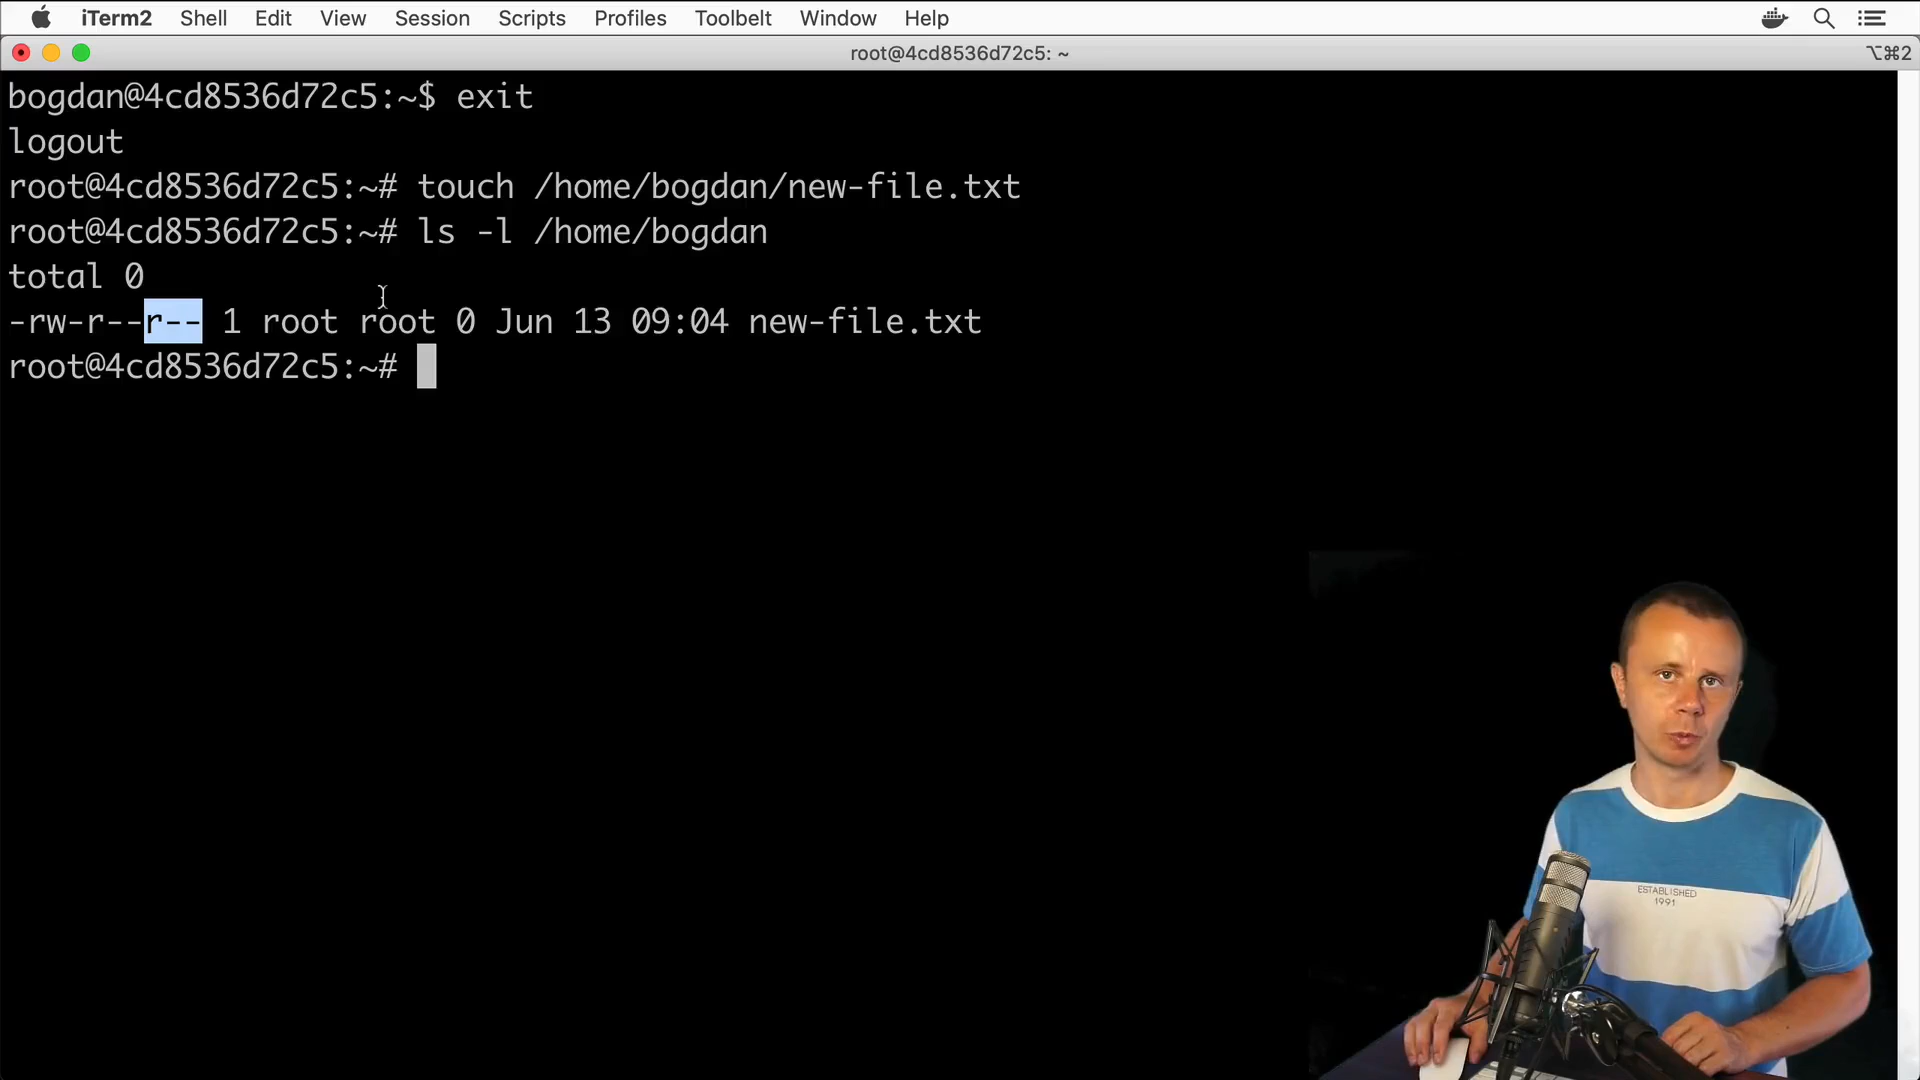 iTerm2 Shell Edit View Session Scripts Profiles Toolbelt Window Help
root@4cd8536d72c5: ~ ⌥⌘2
bogdan@4cd8536d72c5:~$ exit
logout
root@4cd8536d72c5:~# touch /home/bogdan/new-file.txt
root@4cd8536d72c5:~# ls -l /home/bogdan
total 0
-rw-r--r-- 1 root root 0 Jun 13 09:04 new-file.txt
root@4cd8536d72c5:~#
ESTABLISHED
1991